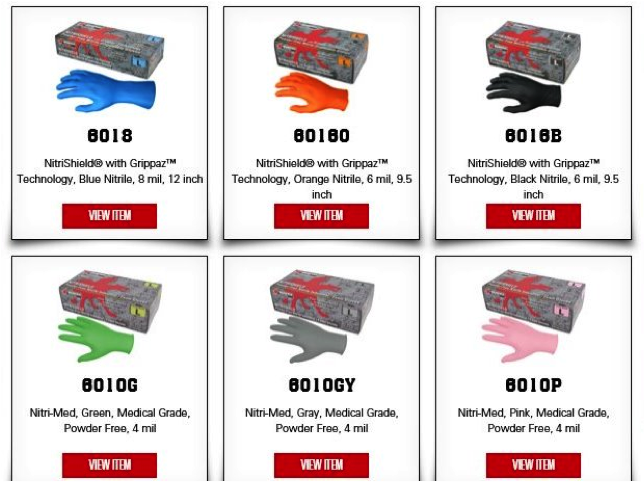 6018
NitriShield® with Grippaz™
Technology, Blue Nitrile, 8 mil, 12 inch
VIEW ITEM
6016O
NitriShield® with Grippaz™
Technology, Orange Nitrile, 6 mil, 9.5
inch
VIEW ITEM
6016B
NitriShield® with Grippaz™
Technology, Black Nitrile, 6 mil, 9.5
inch
VIEW ITEM
6010G
Nitri-Med, Green, Medical Grade,
Powder Free, 4 mil
VIEW ITEM
6010GY
Nitri-Med, Gray, Medical Grade,
Powder Free, 4 mil
VIEW ITEM
6010P
Nitri-Med, Pink, Medical Grade,
Powder Free, 4 mil
VIEW ITEM